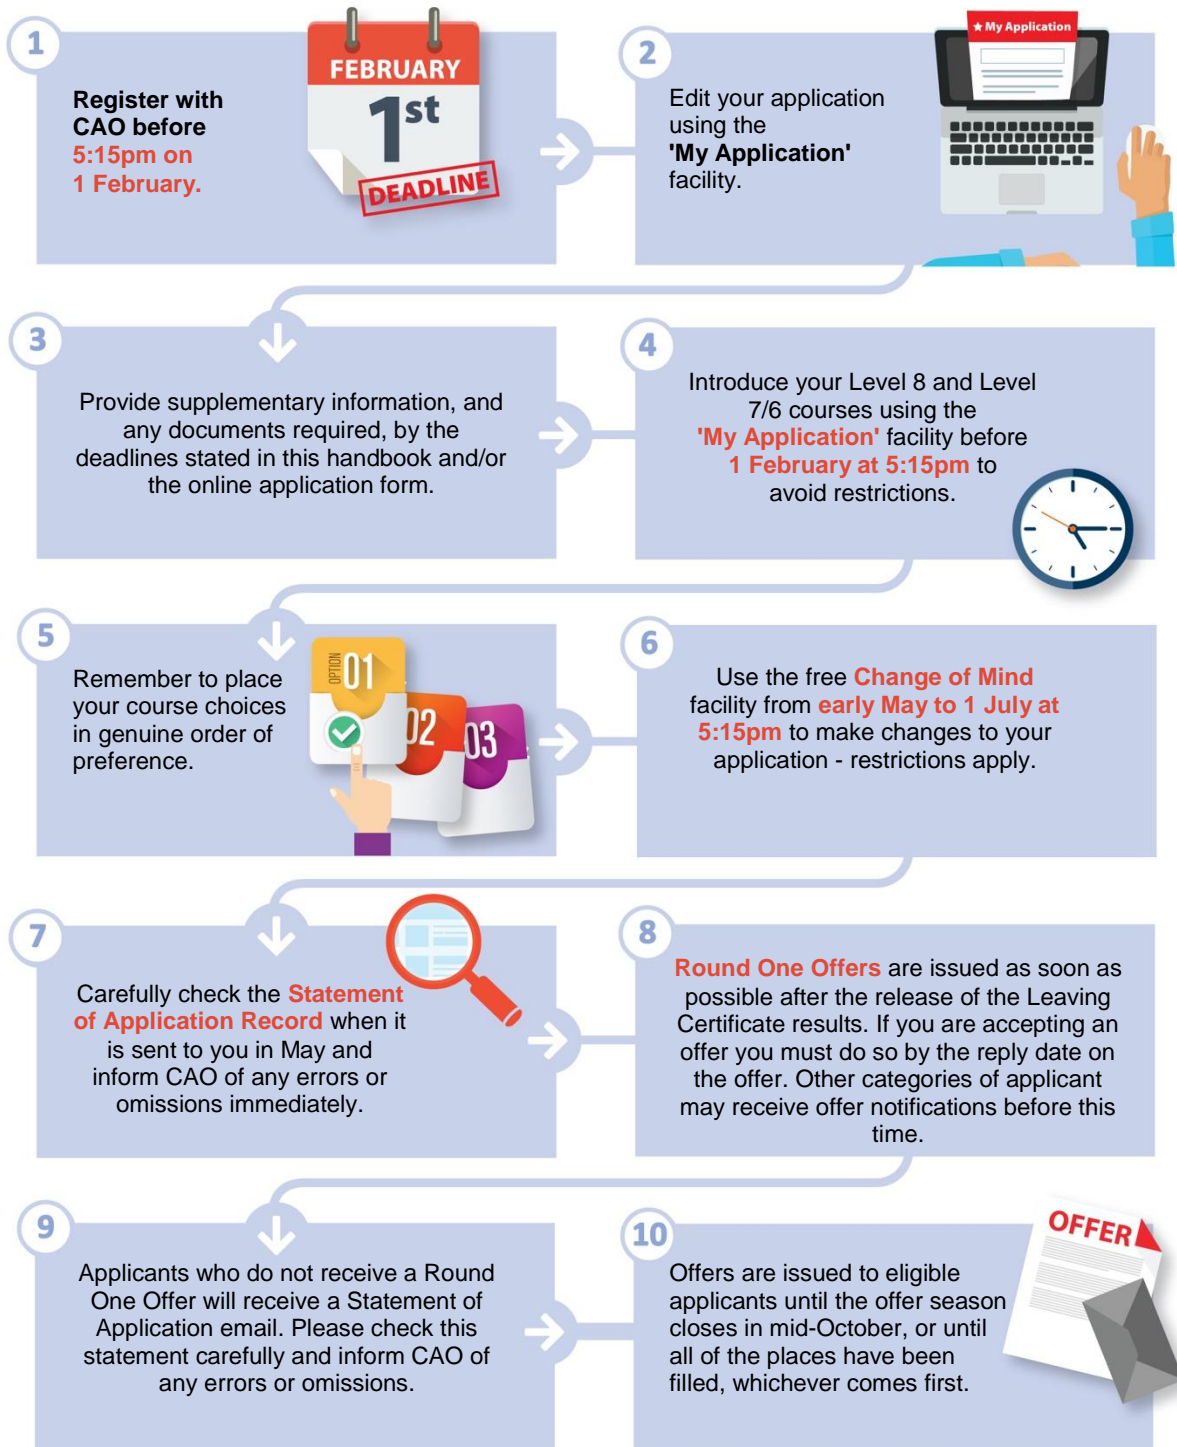 1
Register with
CAO before
5:15pm on
1 February.
FEBRUARY
1st
DEADLINE
2
Edit your application
using the
'My Application'
facility.
★ My Application
3
Provide supplementary information, and
any documents required, by the
deadlines stated in this handbook and/or
the online application form.
4
Introduce your Level 8 and Level
7/6 courses using the
'My Application' facility before
1 February at 5:15pm to
avoid restrictions.
5
Remember to place
your course choices
in genuine order of
preference.
OPTION 01
02
03
6
Use the free Change of Mind
facility from early May to 1 July at
5:15pm to make changes to your
application - restrictions apply.
7
Carefully check the Statement
of Application Record when it
is sent to you in May and
inform CAO of any errors or
omissions immediately.
8
Round One Offers are issued as soon as
possible after the release of the Leaving
Certificate results. If you are accepting an
offer you must do so by the reply date on
the offer. Other categories of applicant
may receive offer notifications before this
time.
9
Applicants who do not receive a Round
One Offer will receive a Statement of
Application email. Please check this
statement carefully and inform CAO of
any errors or omissions.
10
Offers are issued to eligible
applicants until the offer season
closes in mid-October, or until
all of the places have been
filled, whichever comes first.
OFFER